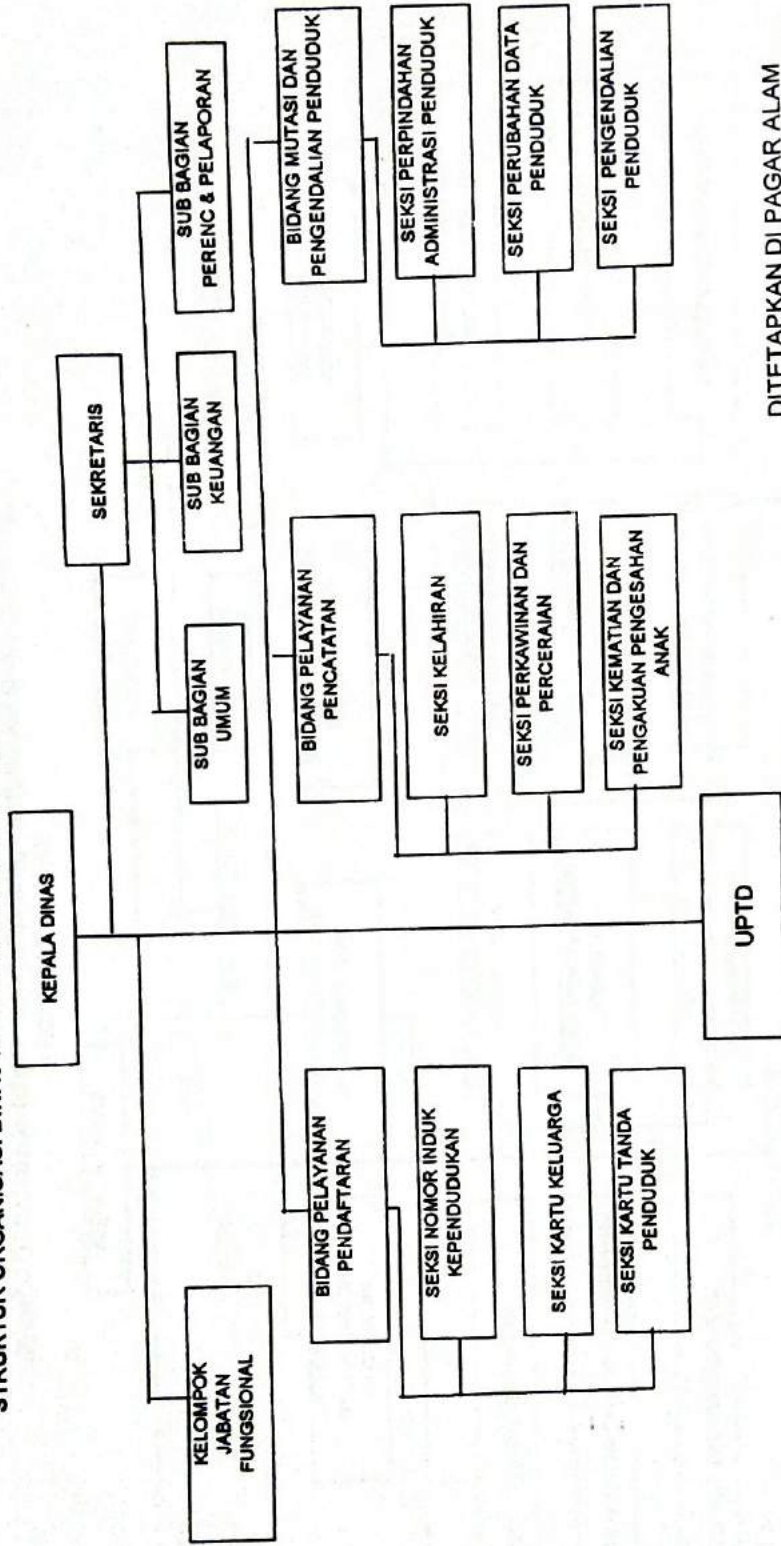 KEPALA DINAS
SEKRETARIS
KELOMPOK
JABATAN
FUNGSIONAL
SUB BAGIAN
UMUM
SUB BAGIAN
KEUANGAN
SUB BAGIAN
PERENC & PELAPORAN
BIDANG PELAYANAN
PENDAFTARAN
SEKSI NOMOR INDUK
KEPENDUDUKAN
SEKSI KARTU KELUARGA
SEKSI KARTU TANDA
PENDUDUK
BIDANG PELAYANAN
PENCATATAN
SEKSI KELAHIRAN
SEKSI PERKAWINAN DAN
PERCERAIAN
SEKSI KEMATIAN DAN
PENGAKUAN PENGESAHAN
ANAK
BIDANG MUTASI DAN
PENGENDALIAN PENDUDUK
SEKSI PERPINDAHAN
ADMINISTRASI PENDUDUK
SEKSI PERUBAHAN DATA
PENDUDUK
SEKSI PENGENDALIAN
PENDUDUK
UPTD
DITETAPKAN DI PAGAR ALAM